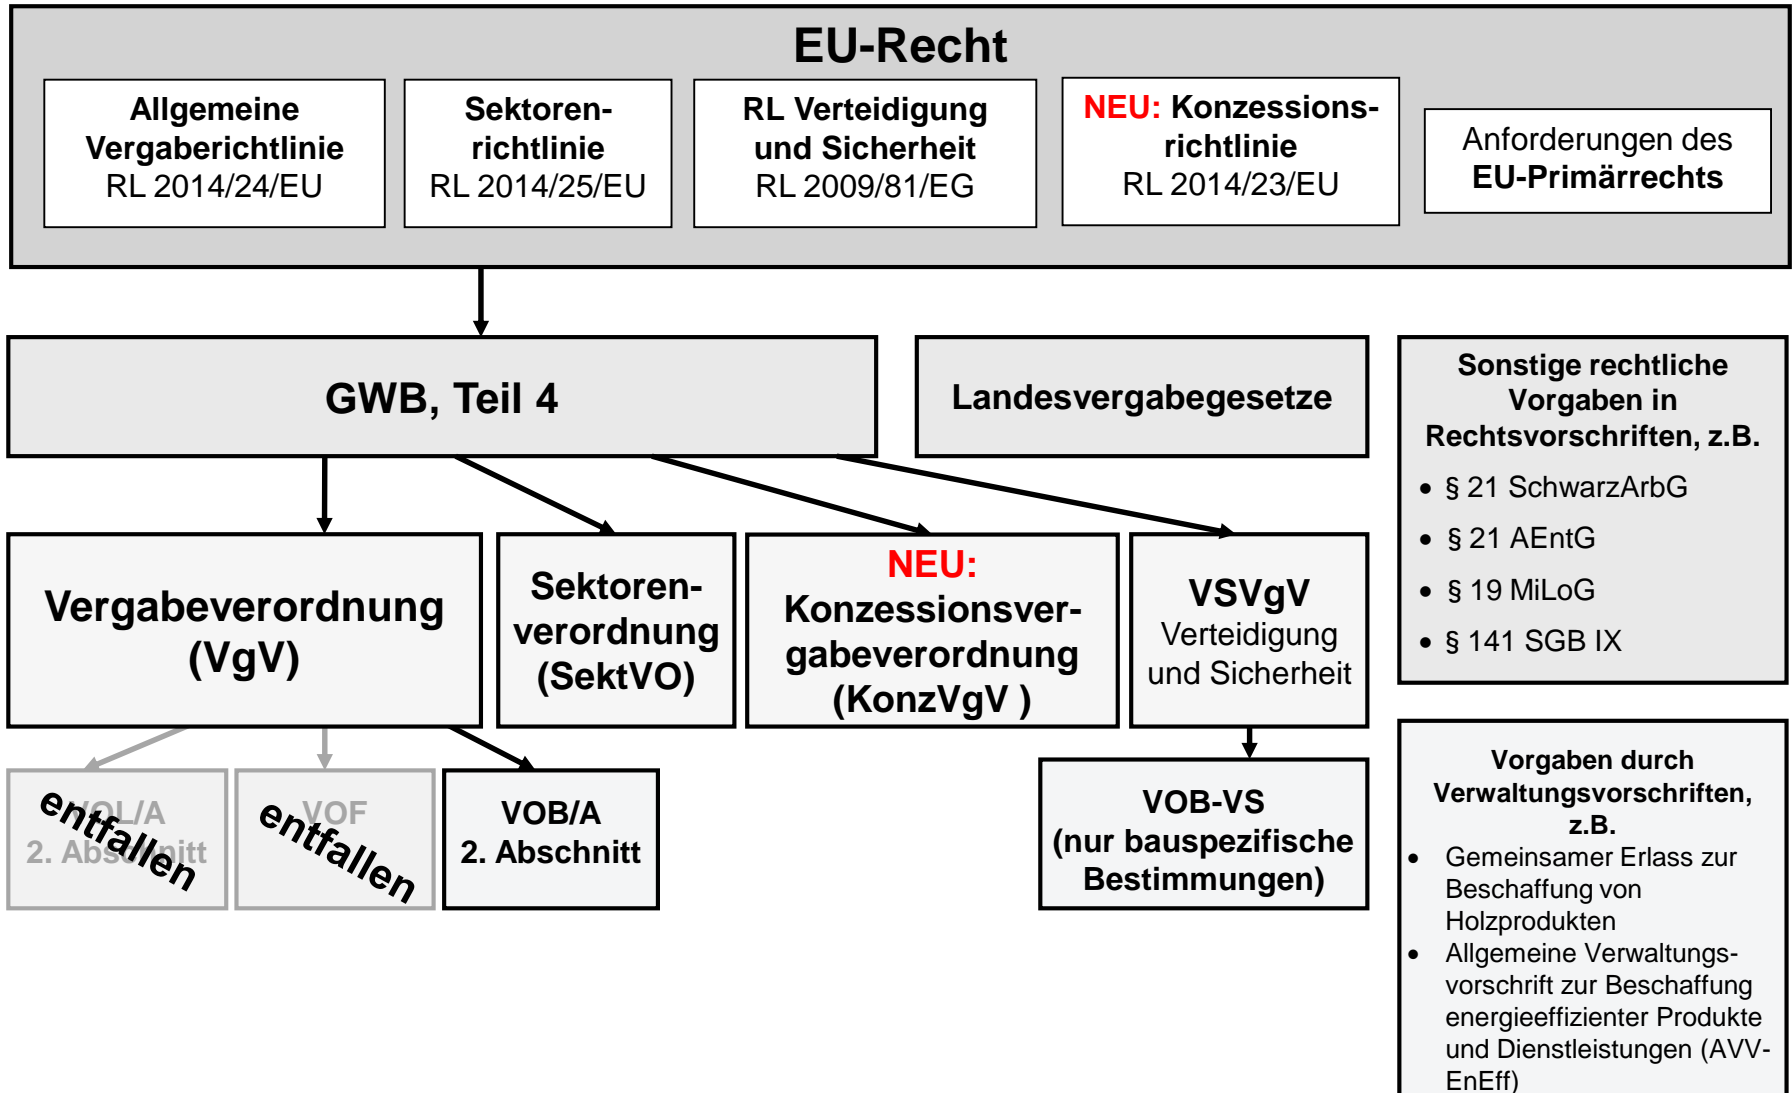 EU-Recht
Allgemeine
Vergaberichtlinie
RL 2014/24/EU
Sektoren-
richtlinie
RL 2014/25/EU
RL Verteidigung
und Sicherheit
RL 2009/81/EG
NEU: Konzessions-
richtlinie
RL 2014/23/EU
Anforderungen des
EU-Primärrechts
GWB, Teil 4
Landesvergabegesetze
Sonstige rechtliche
Vorgaben in
Rechtsvorschriften, z.B.
• § 21 SchwarzArbG
• § 21 AEntG
• § 19 MiLoG
• § 141 SGB IX
Vergabeverordnung
(VgV)
Sektoren-
verordnung
(SektVO)
NEU:
Konzessionsver-
gabeverordnung
(KonzVgV )
VSVgV
Verteidigung
und Sicherheit
VOL/A
2. Abschnitt
entfallen
VOF
entfallen
VOB/A
2. Abschnitt
VOB-VS
(nur bauspezifische
Bestimmungen)
Vorgaben durch
Verwaltungsvorschriften,
z.B.
• Gemeinsamer Erlass zur
Beschaffung von
Holzprodukten
• Allgemeine Verwaltungs-
vorschrift zur Beschaffung
energieeffizienter Produkte
und Dienstleistungen (AVV-
EnEff)